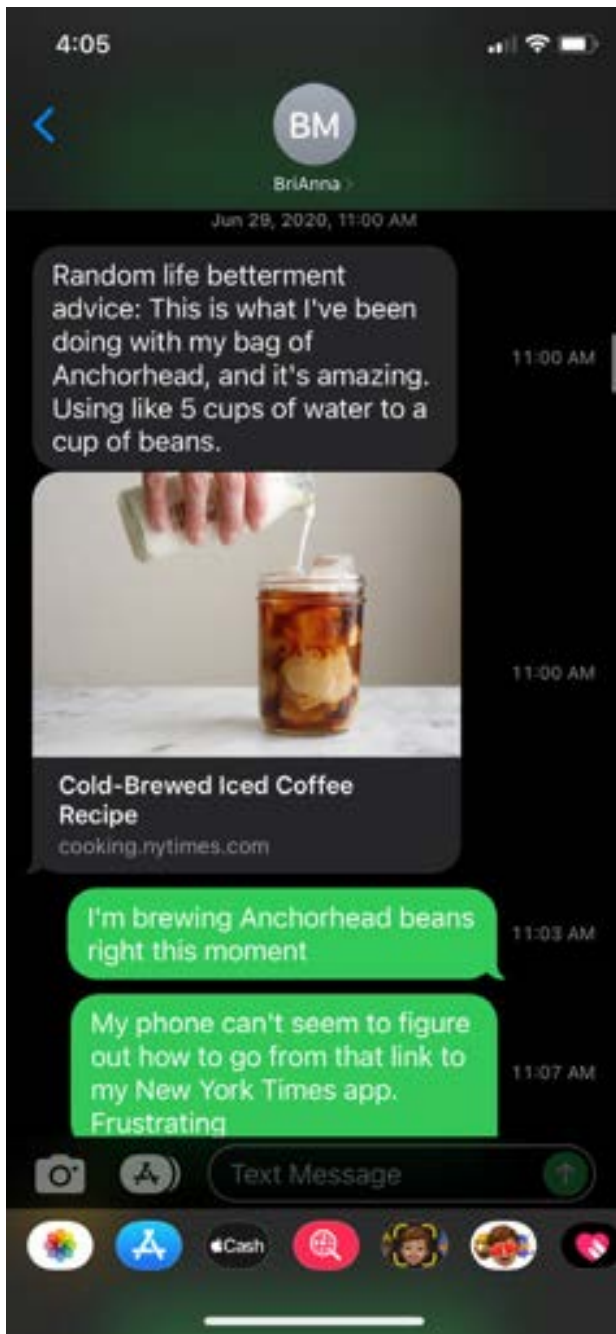 4:05
BM
BriAnna
Jun 29, 2020, 11:00 AM
Random life betterment
advice: This is what I've been
doing with my bag of
Anchorhead, and it's amazing.
Using like 5 cups of water to a
cup of beans.
11:00 AM
11:00 AM
Cold-Brewed Iced Coffee
Recipe
cooking.nytimes.com
I'm brewing Anchorhead beans
right this moment
11:03 AM
My phone can't seem to figure
out how to go from that link to
my New York Times app.
Frustrating
11:07 AM
Text Message
Cash